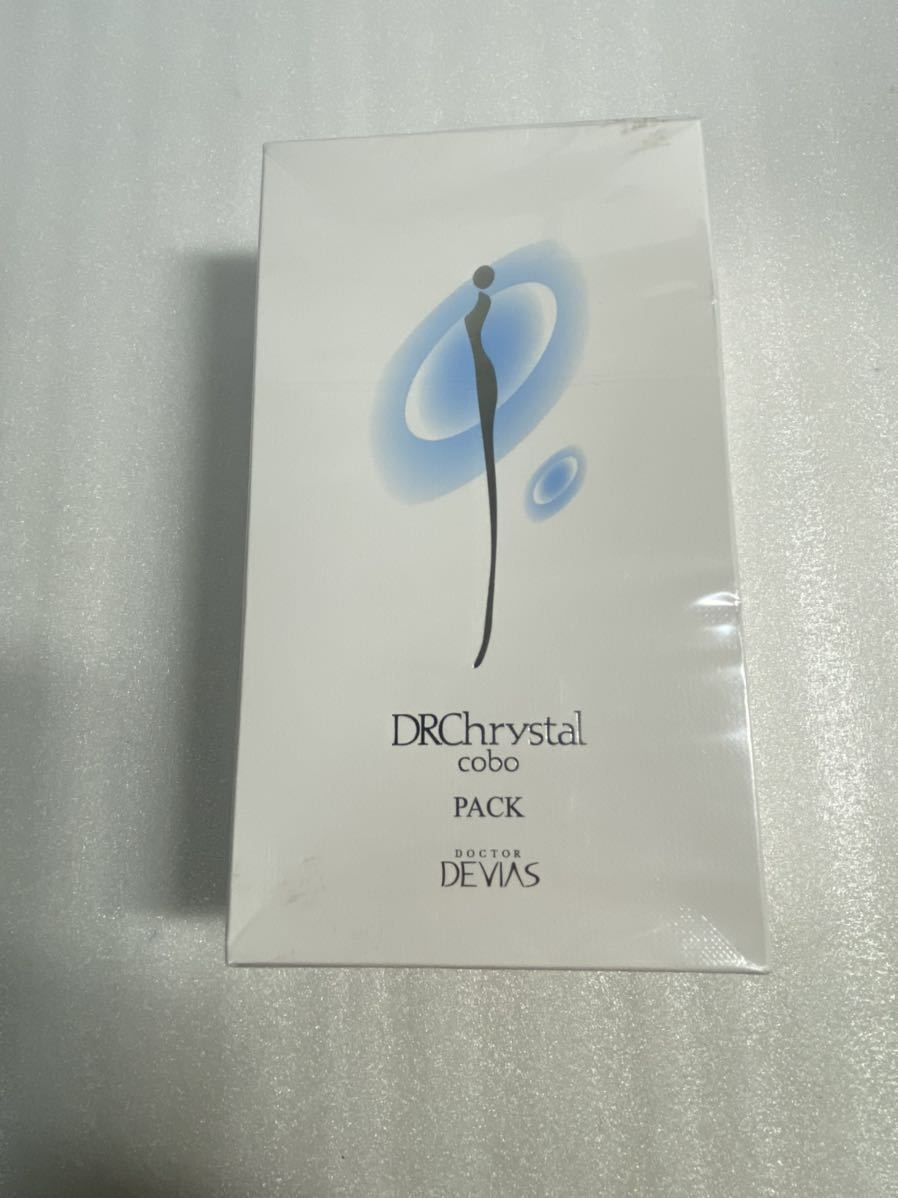 DRChrystal
cobo
PACK
DOCTOR
DEVIAS